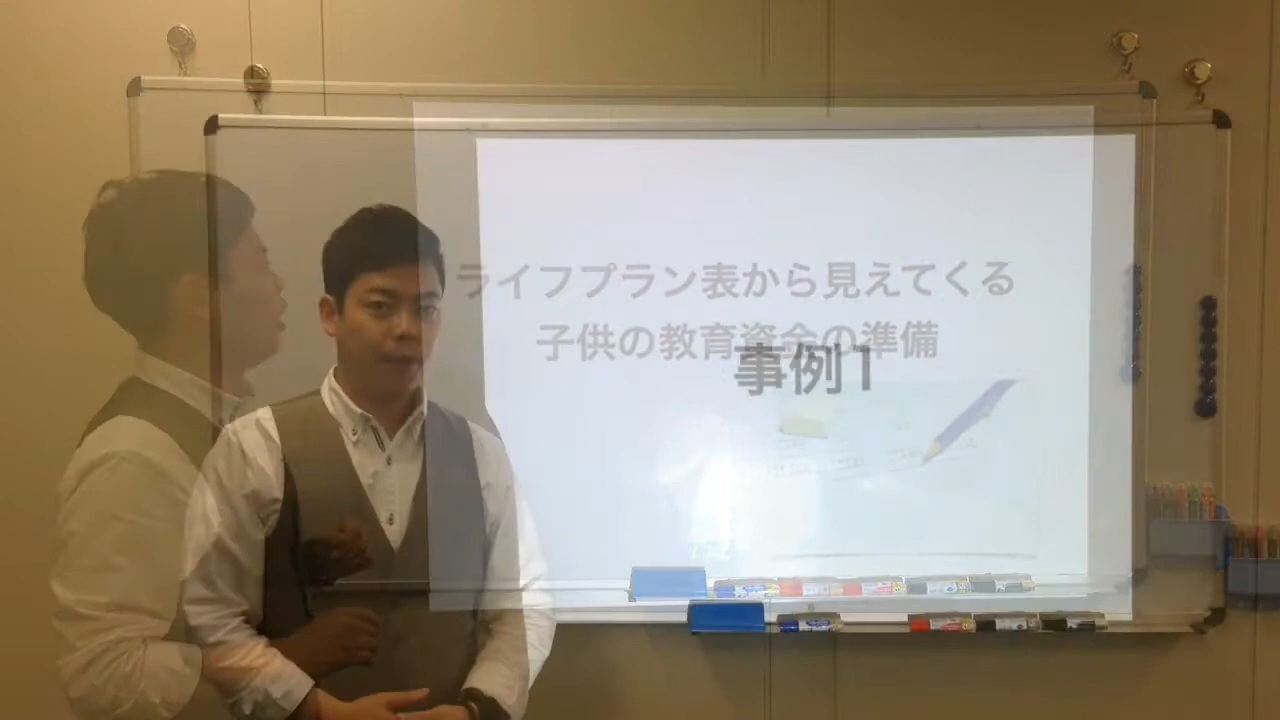 ライフプラン表から見えてくる
子供の教育資金の準備
事例1